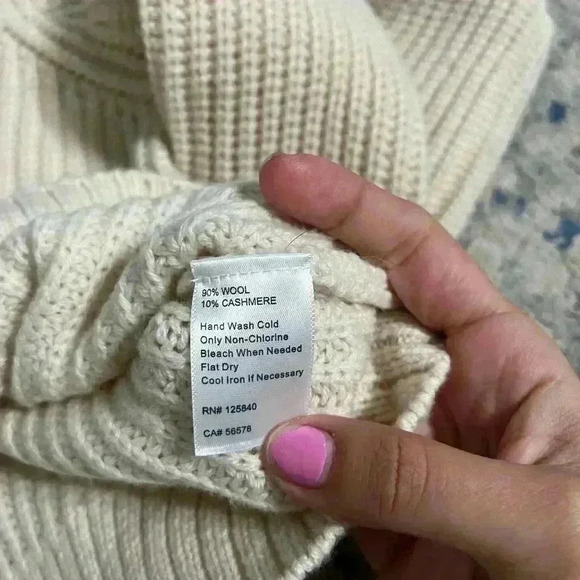 90% WOOL
10% CASHMERE
Hand Wash Cold
Only Non-Chlorine
Bleach When Needed
Flat Dry
Cool Iron If Necessary
RN# 125840
CA# 56578